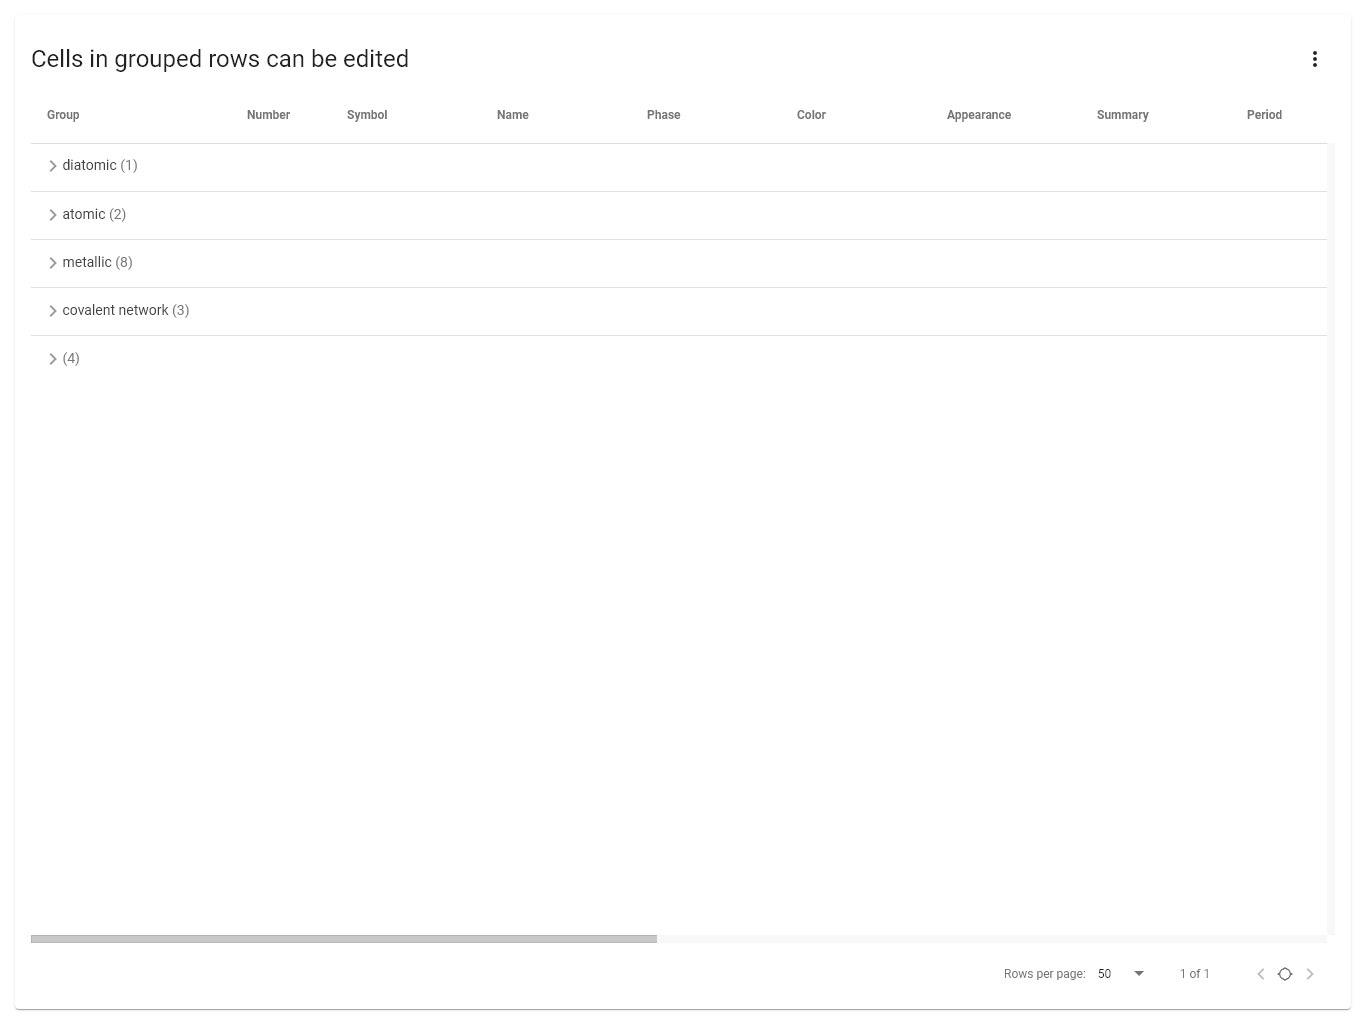 Cells in grouped rows can be edited
Group Number Symbol Name Phase Color Appearance Summary Period
diatomic (1)
atomic (2)
metallic (8)
covalent network (3)
(4)
Rows per page: 50 1 of 1